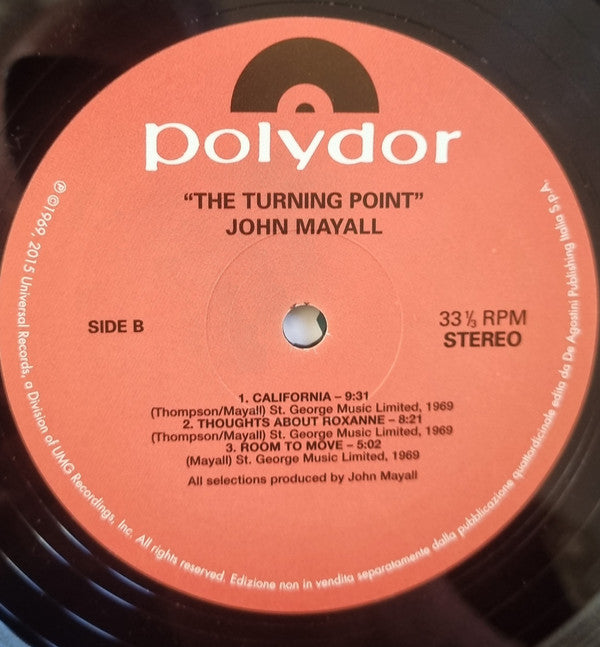 polydor
"THE TURNING POINT"
JOHN MAYALL
SIDE B
33 ⅓ RPM
STEREO
1. CALIFORNIA – 9:31
(Thompson/Mayall) St. George Music Limited, 1969
2. THOUGHTS ABOUT ROXANNE – 8:21
(Thompson/Mayall) St. George Music Limited, 1969
3. ROOM TO MOVE – 5:02
(Mayall) St. George Music Limited, 1969
All selections produced by John Mayall
℗©1969, 2015 Universal Records, a Division of UMG Recordings, Inc. All rights reserved. Edizione non in vendita separatamente dalla pubblicazione quattordicinale edita da De Agostini Publishing Italia S.p.A.